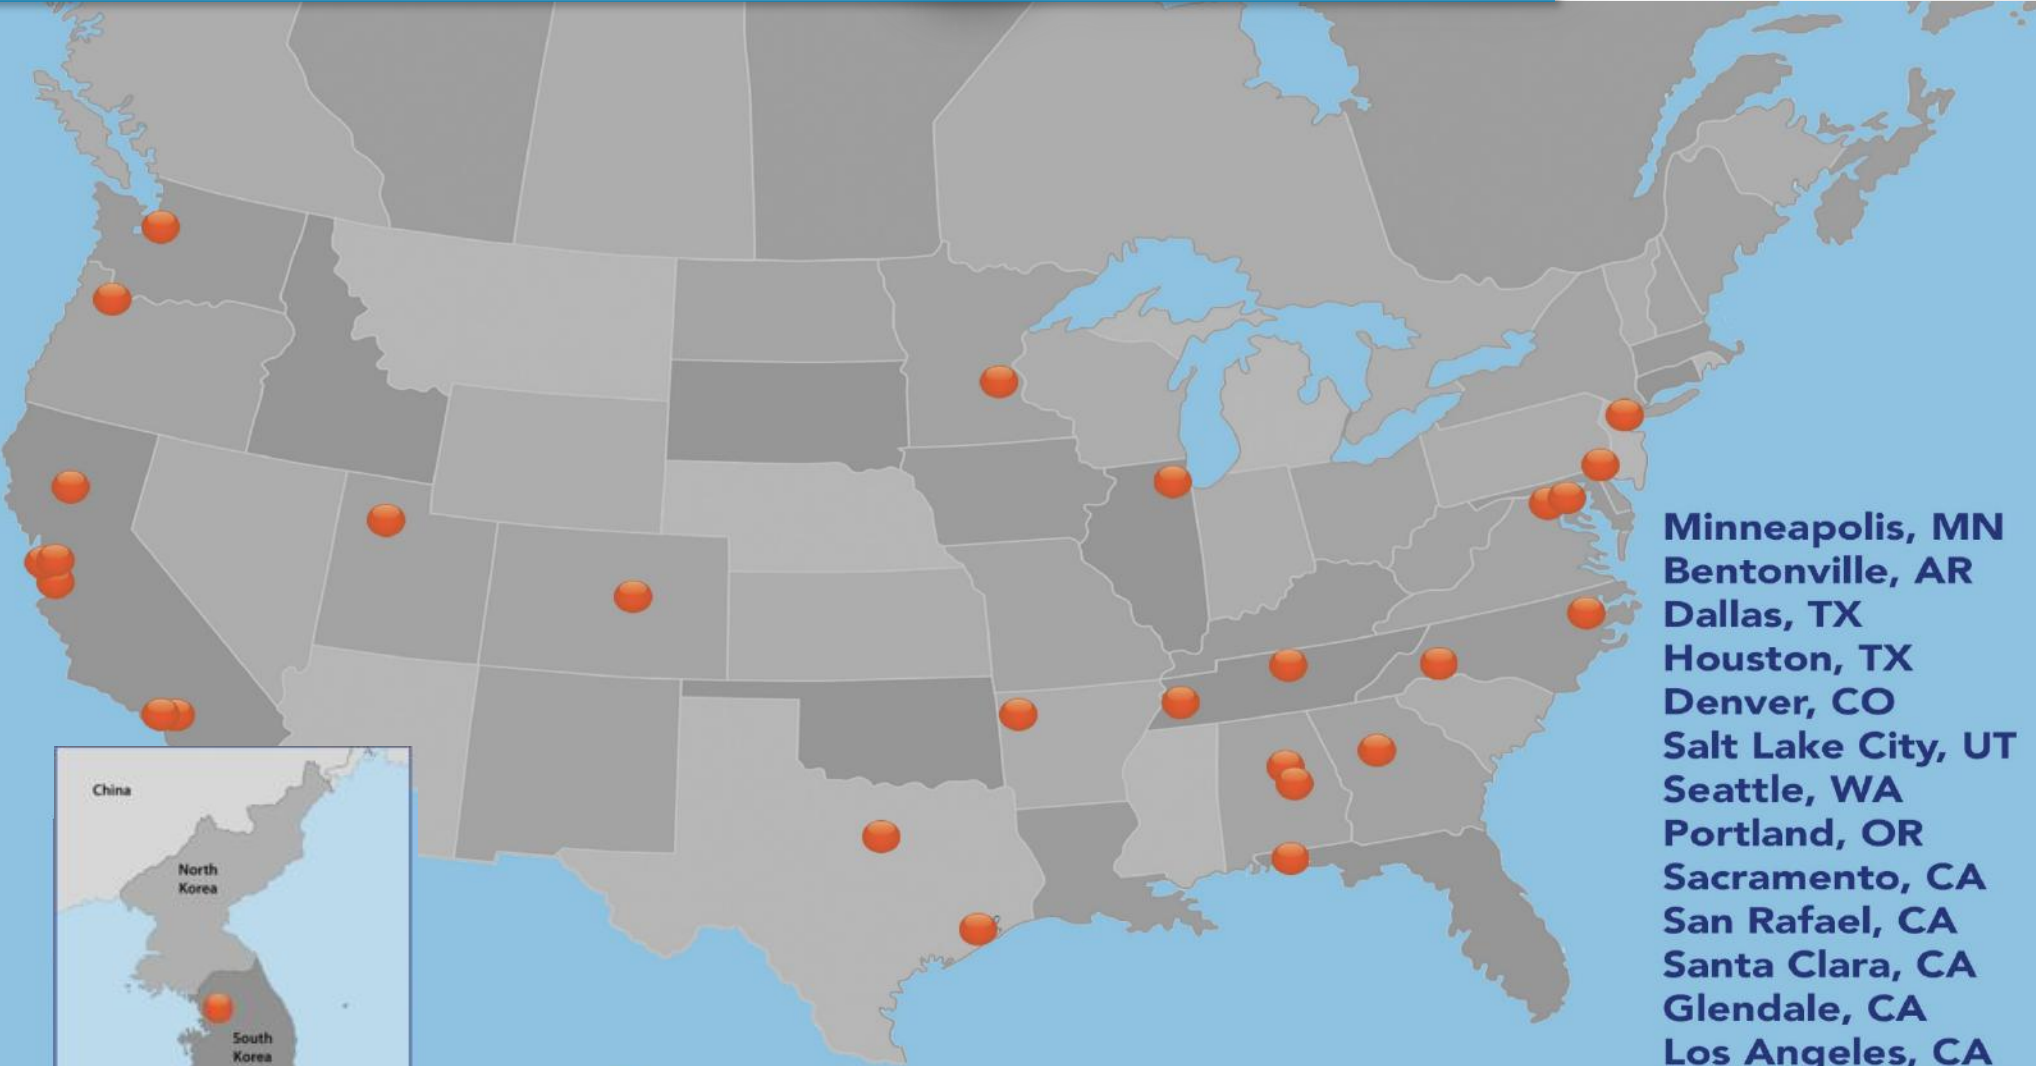 China
North
Korea
South
Korea
Minneapolis, MN
Bentonville, AR
Dallas, TX
Houston, TX
Denver, CO
Salt Lake City, UT
Seattle, WA
Portland, OR
Sacramento, CA
San Rafael, CA
Santa Clara, CA
Glendale, CA
Los Angeles, CA